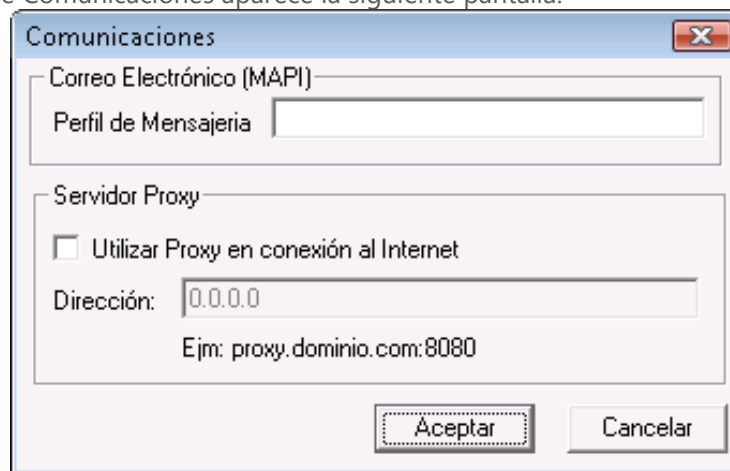 e Comunicaciones aparece la siguiente pantalla:
Comunicaciones
Correo Electrónico (MAPI)
Perfil de Mensajeria
Servidor Proxy
Utilizar Proxy en conexión al Internet
Dirección: 0.0.0.0
Ejm: proxy.dominio.com:8080
Aceptar Cancelar